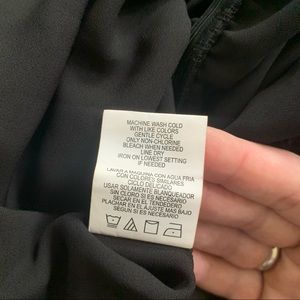 MACHINE WASH COLD
WITH LIKE COLORS
GENTLE CYCLE
ONLY NON-CHLORINE
BLEACH WHEN NEEDED
LINE DRY
IRON ON LOWEST SETTING
IF NEEDED
LAVAR A MAQUINA CON AGUA FRIA
CON COLORES SIMILARES
CICLO DELICADO
USAR SOLAMENTE BLANQUEADOR
SIN CLORO SI ES NECESARIO
SECAR EN EL TENDEDERO
PLANCHAR EN EL AJUSTE MAS BAJO
SI ES NECESARIO